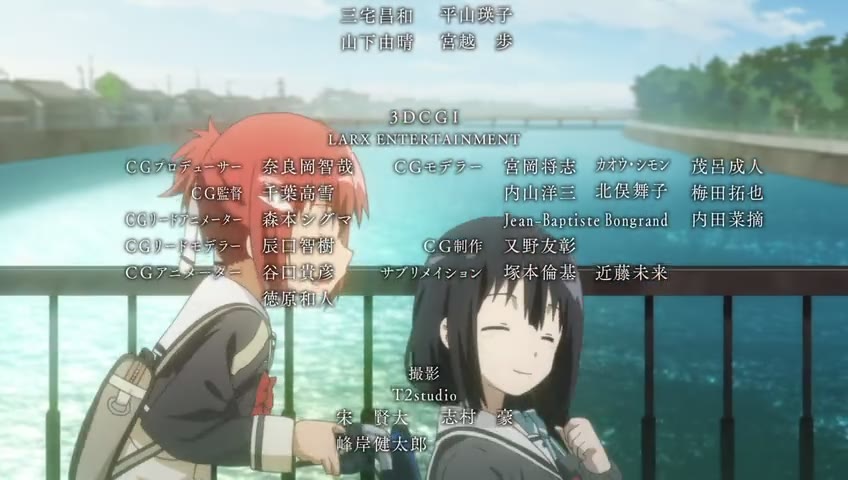 三宅昌和 平山瑛子
山下由晴 宮越 歩
3DCGI
LARX ENTERTAINMENT
CGプロデューサー 奈良岡智哉 CGモデラー 宮岡将志 カオウ・シモン 茂呂成人
CG監督 千葉高雪 内山洋三 北俣舞子 梅田拓也
CGリードアニメーター 森本シグマ Jean-Baptiste Bongrand 内田菜摘
CGリードモデラー 辰口智樹 CG制作 又野友彰
CGアニメーター 谷口貴彦 サブリメイション 塚本倫基 近藤未来
徳原和人
撮影
T2studio
宋 賢大 志村 豪
峰岸健太郎